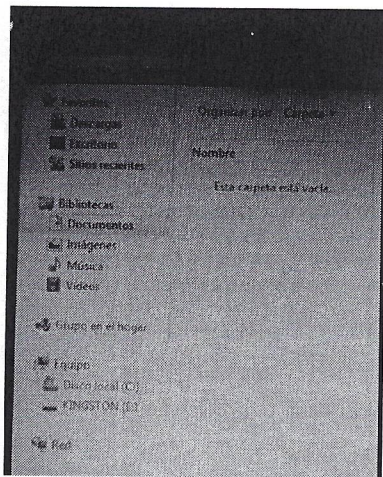 Favoritos
Descargas
Escritorio
Sitios recientes
Organizar por: Carpeta
Nombre
Esta carpeta está vacía.
Bibliotecas
Documentos
Imágenes
Música
Videos
Grupo en el hogar
Equipo
Disco local (C:)
KINGSTON (E:)
Red